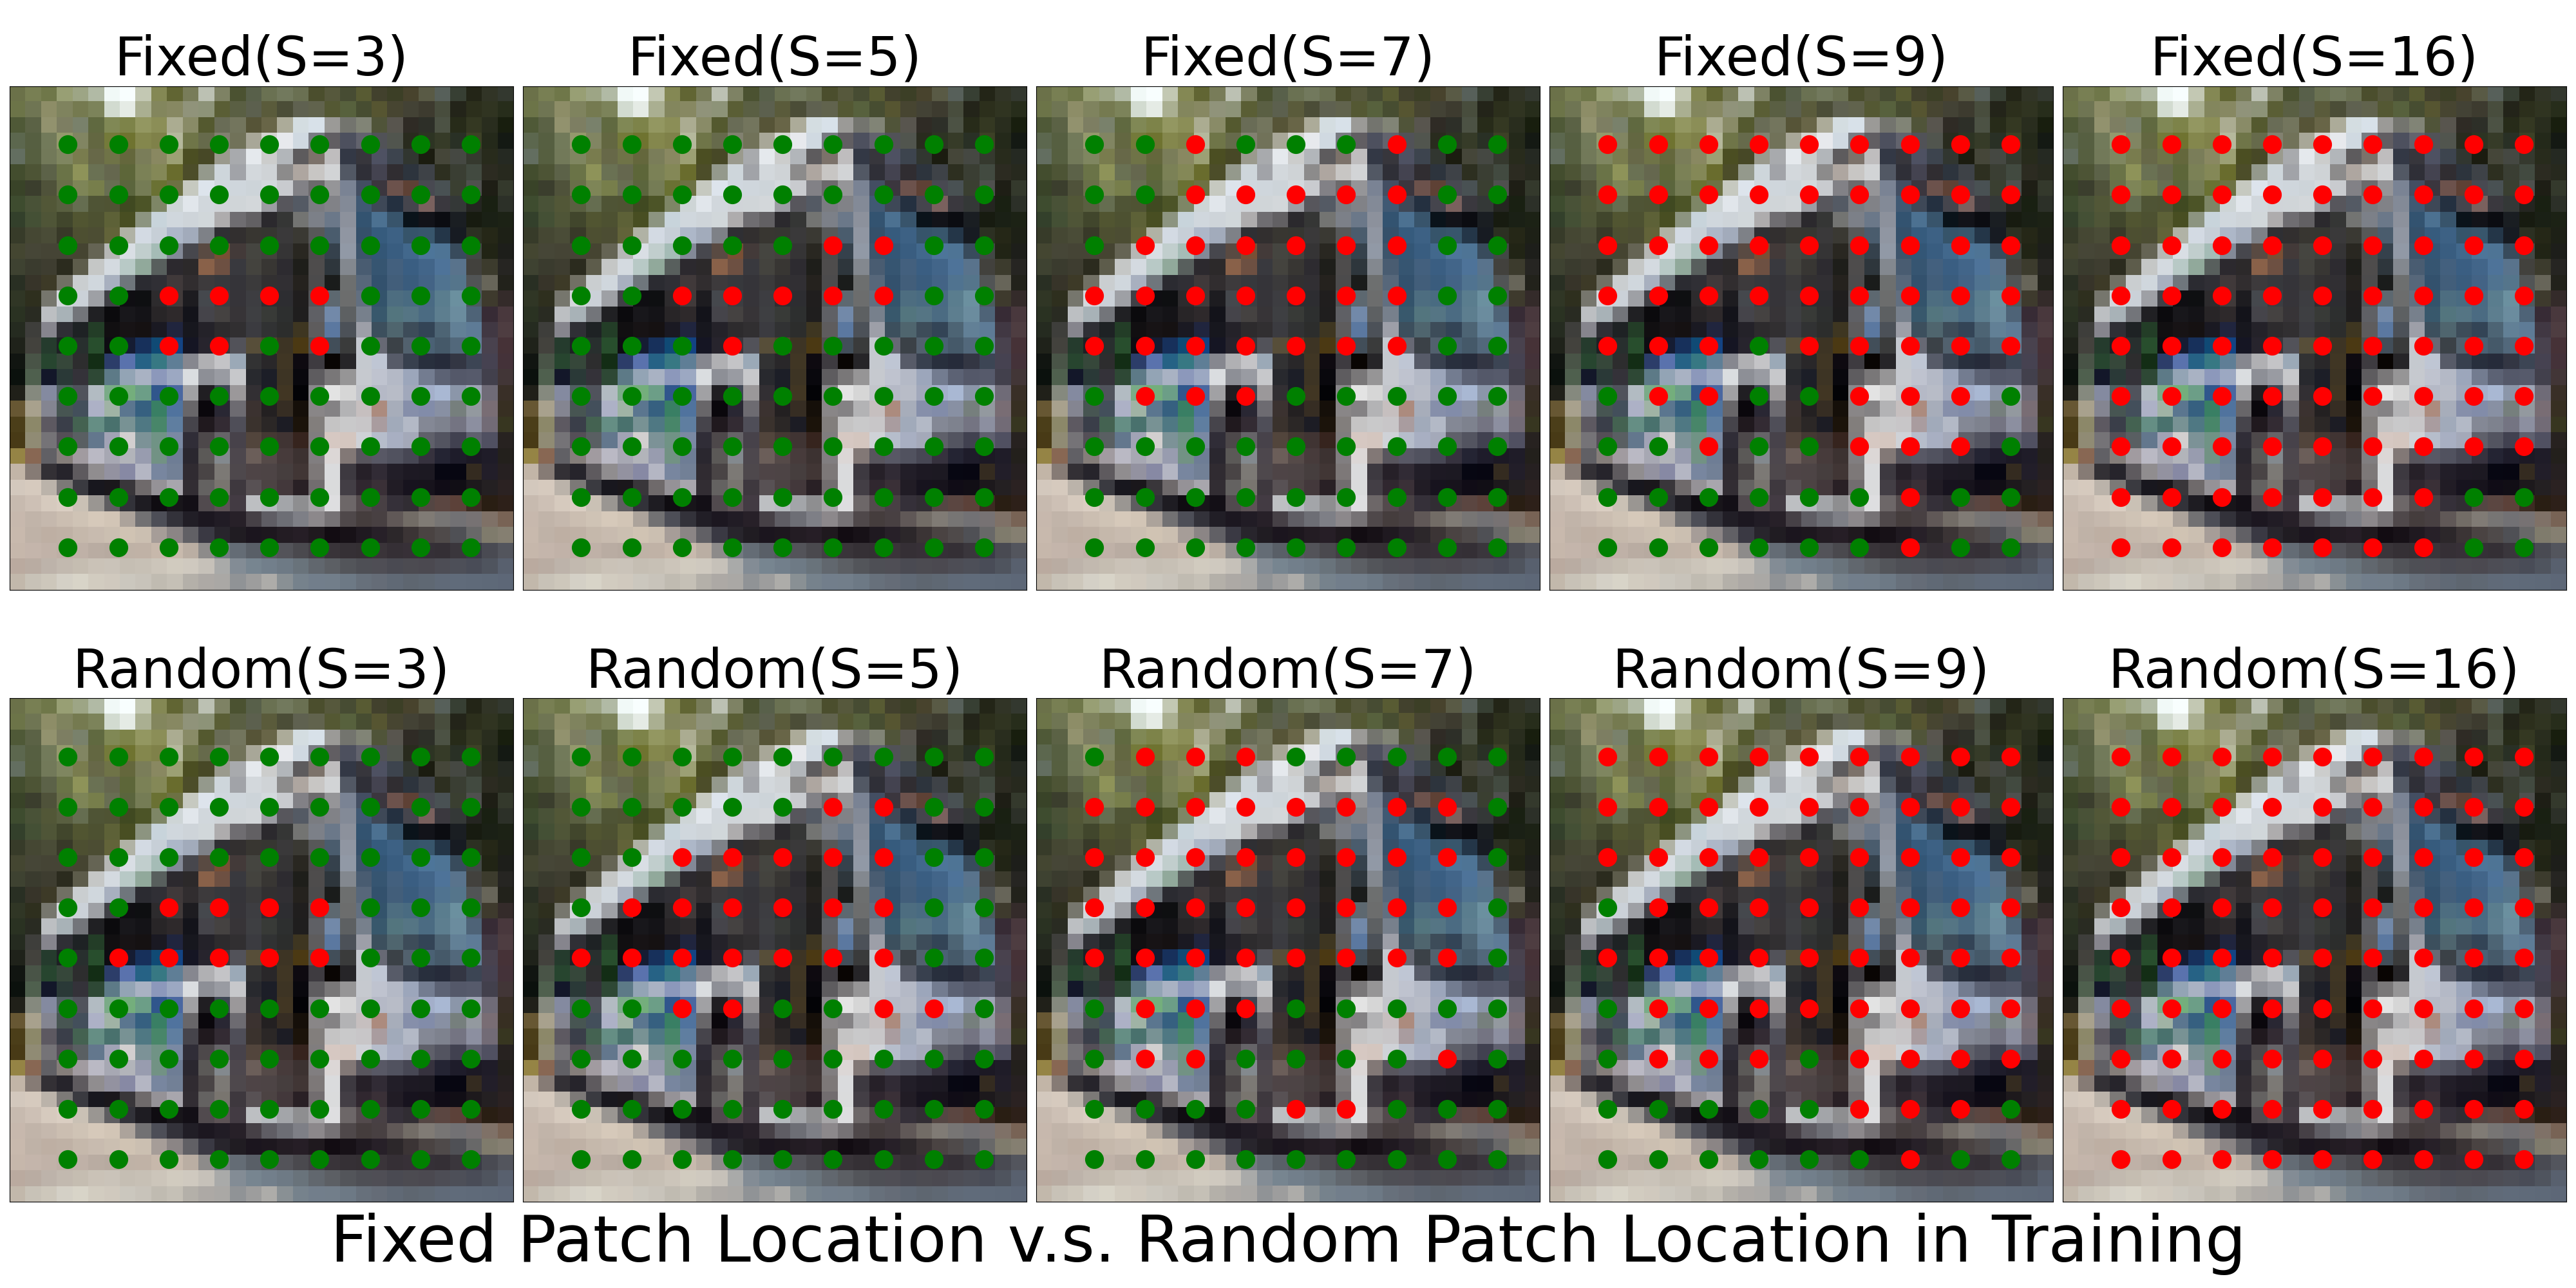 Fixed(S=3) Fixed(S=5) Fixed(S=7) Fixed(S=9) Fixed(S=16)
Random(S=3) Random(S=5) Random(S=7) Random(S=9) Random(S=16)
Fixed Patch Location v.s. Random Patch Location in Training